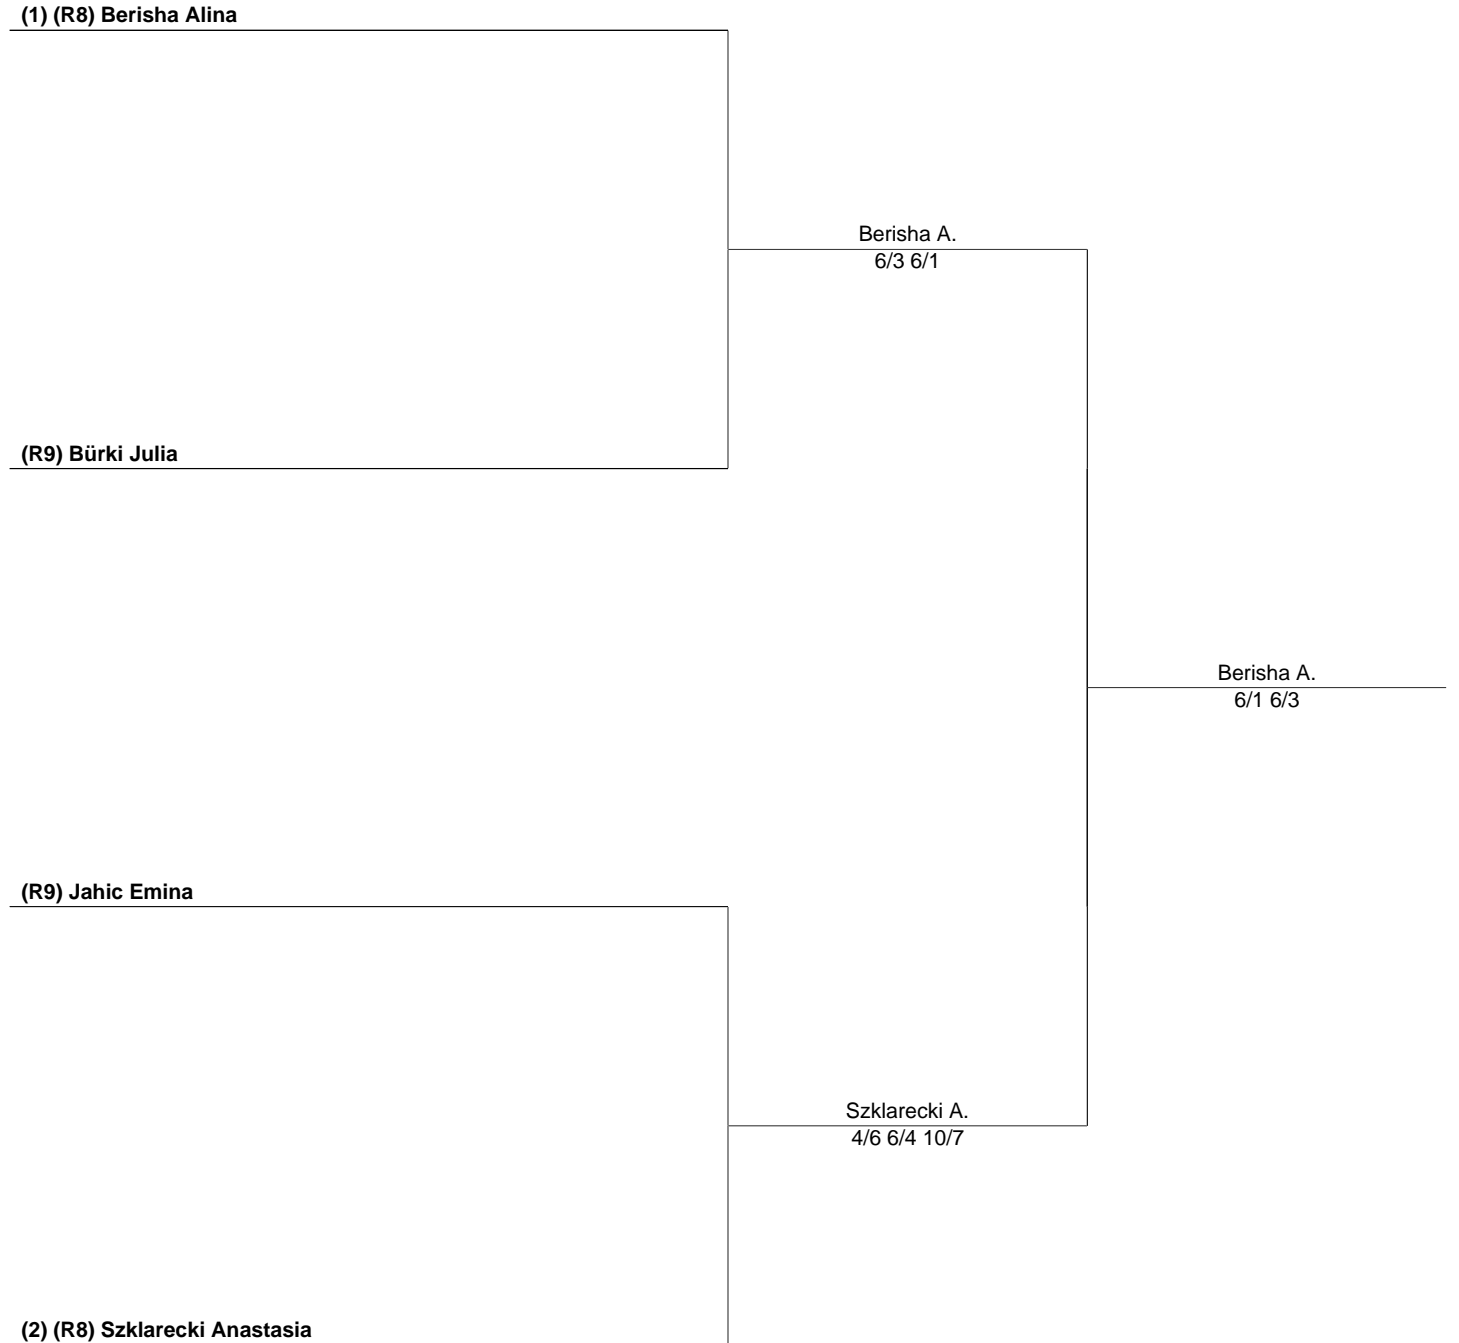 (1) (R8) Berisha Alina
Berisha A.
6/3 6/1
(R9) Bürki Julia
Berisha A.
6/1 6/3
(R9) Jahic Emina
Szklarecki A.
4/6 6/4 10/7
(2) (R8) Szklarecki Anastasia